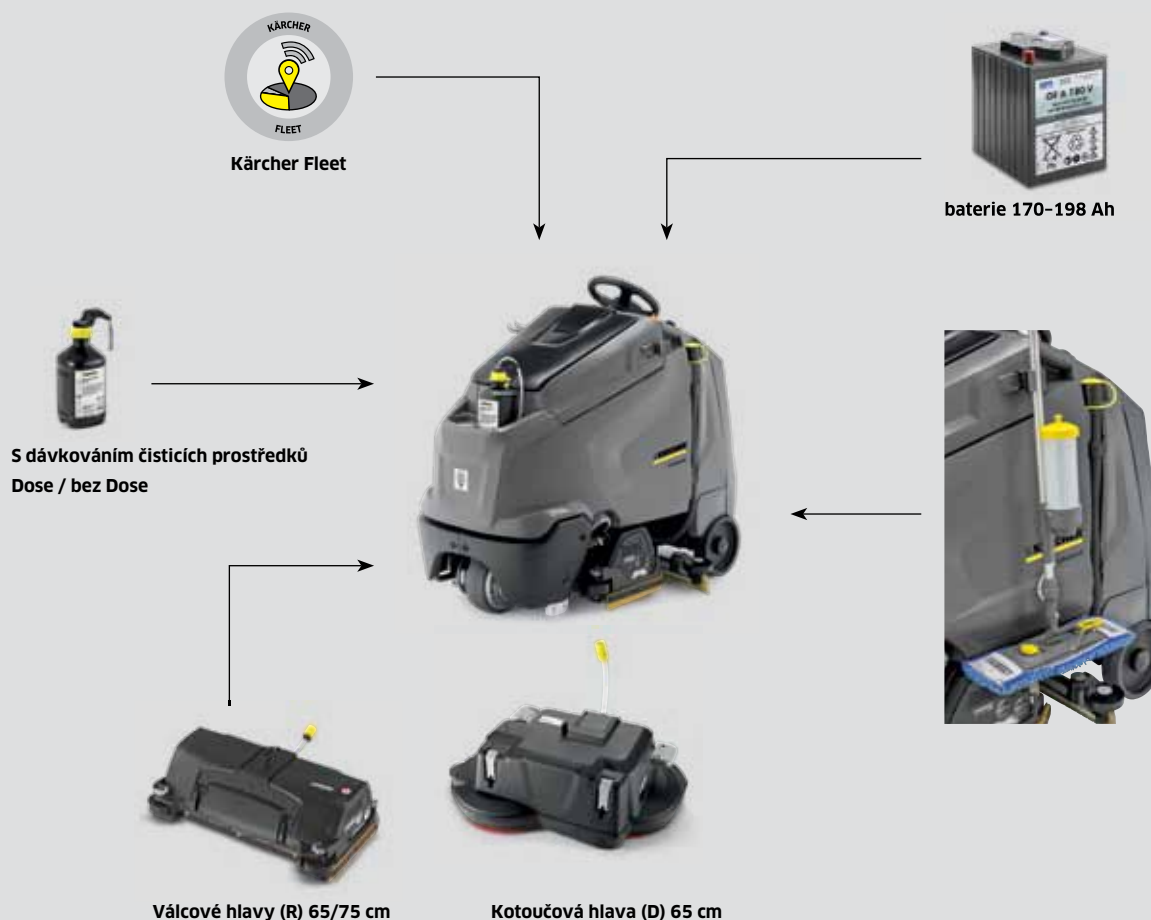 KÄRCHER
FLEET
Kärcher Fleet
baterie 170–198 Ah
S dávkováním čisticích prostředků
Dose / bez Dose
Válcové hlavy (R) 65/75 cm
Kotoučová hlava (D) 65 cm